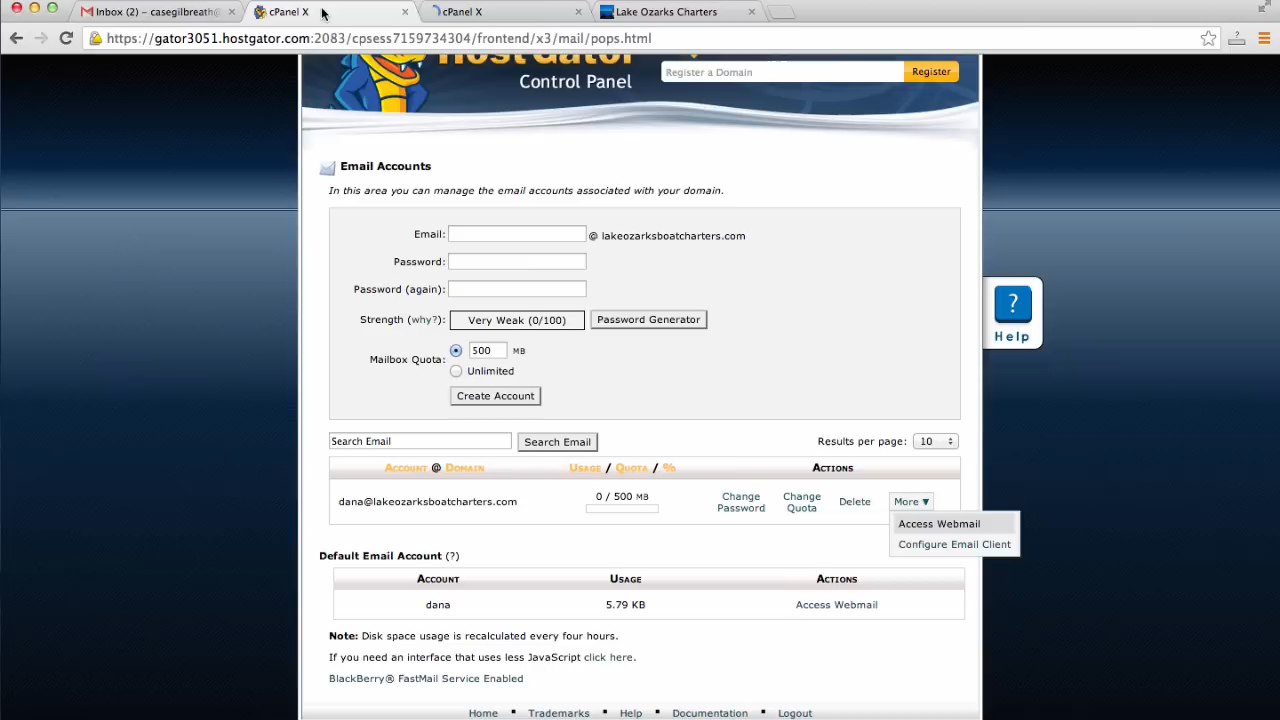 Inbox (2) – casegilbreath@
cPanel X
cPanel X
Lake Ozarks Charters
https://gator3051.hostgator.com:2083/cpsess7159734304/frontend/x3/mail/pops.html
HostGator
Control Panel
Register a Domain
Register
Email Accounts
In this area you can manage the email accounts associated with your domain.
Email:
@ lakeozarksboatcharters.com
Password:
Password (again):
Strength (why?):
Very Weak (0/100)
Password Generator
Mailbox Quota:
500
MB
Unlimited
Create Account
Search Email
Search Email
Results per page:
10
Account @ Domain
Usage / Quota / %
Actions
dana@lakeozarksboatcharters.com
0 / 500 MB
Change Password
Change Quota
Delete
More ▼
Access Webmail
Configure Email Client
? Help
Default Email Account (?)
Account
Usage
Actions
dana
5.79 KB
Access Webmail
Note: Disk space usage is recalculated every four hours.
If you need an interface that uses less JavaScript click here.
BlackBerry® FastMail Service Enabled
Home ▪ Trademarks ▪ Help ▪ Documentation ▪ Logout